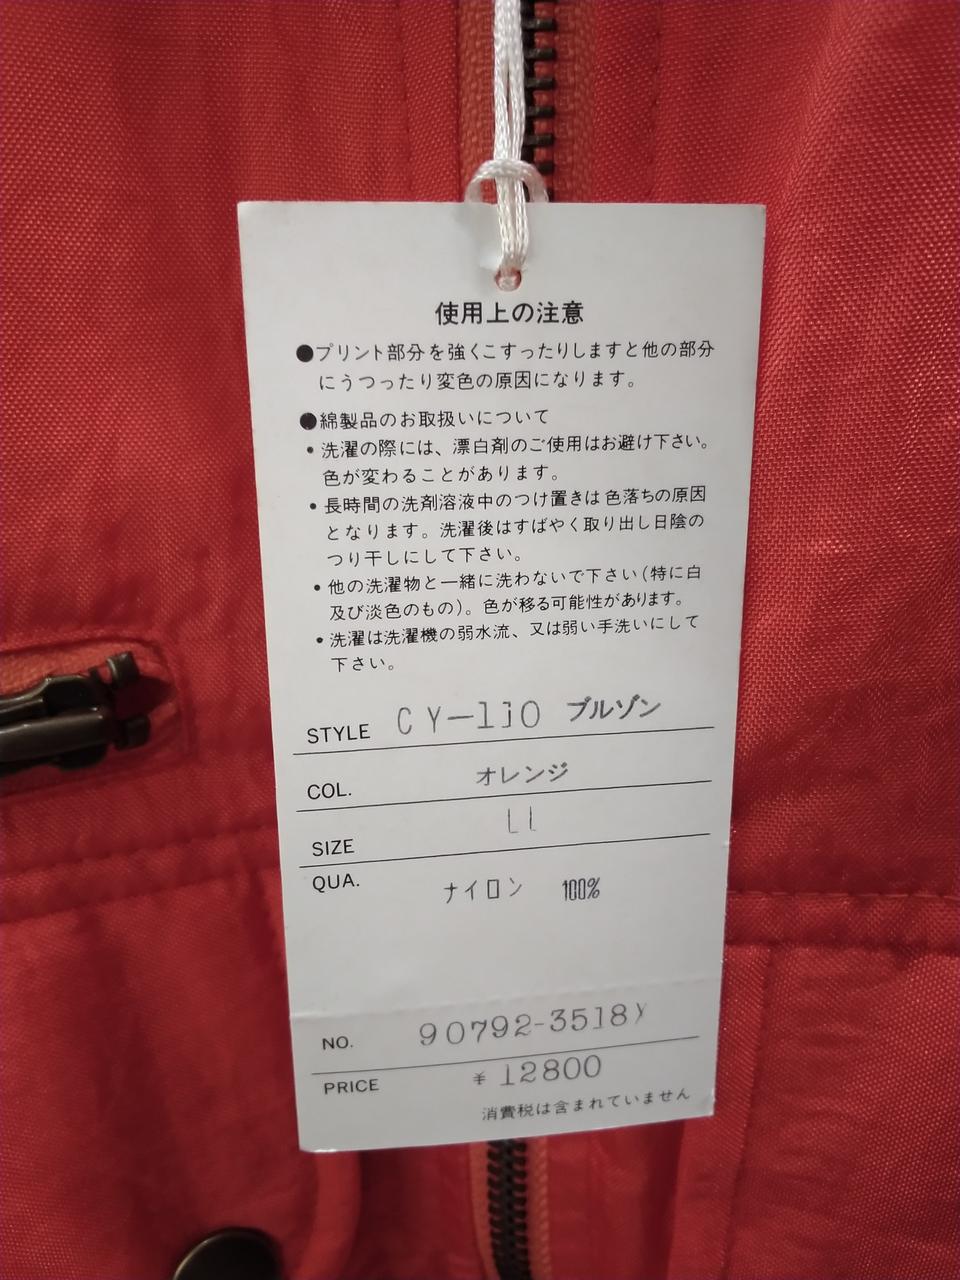 使用上の注意
●プリント部分を強くこすったりしますと他の部分
にうつったり変色の原因になります。
●綿製品のお取扱いについて
・洗濯の際には、漂白剤のご使用はお避け下さい。
色が変わることがあります。
・長時間の洗剤溶液中のつけ置きは色落ちの原因
となります。洗濯後はすばやく取り出し日陰の
つり干しにして下さい。
・他の洗濯物と一緒に洗わないで下さい(特に白
及び淡色のもの)。色が移る可能性があります。
・洗濯は洗濯機の弱水流、又は弱い手洗いにして
下さい。
STYLE CY-110 ブルゾン
COL. オレンジ
SIZE LL
QUA. ナイロン 100%
NO. 90792-3518Y
PRICE ¥12800
消費税は含まれていません